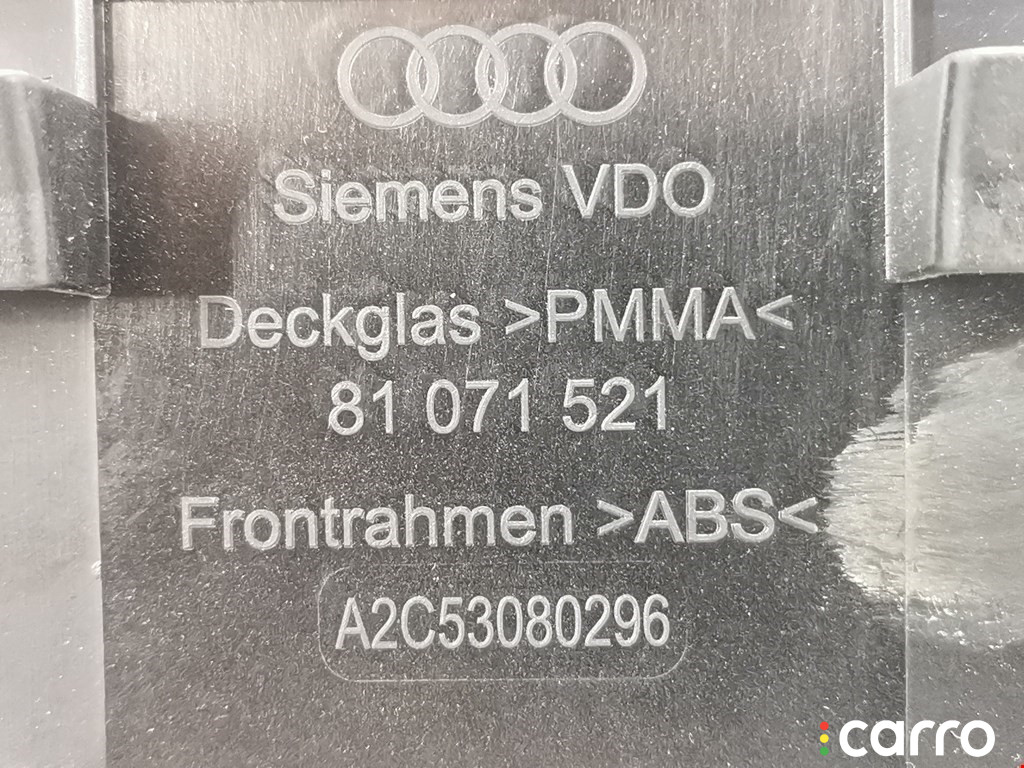 Siemens VDO
Deckglas >PMMA<
81 071 521
Frontrahmen >ABS<
A2C53080296
carro